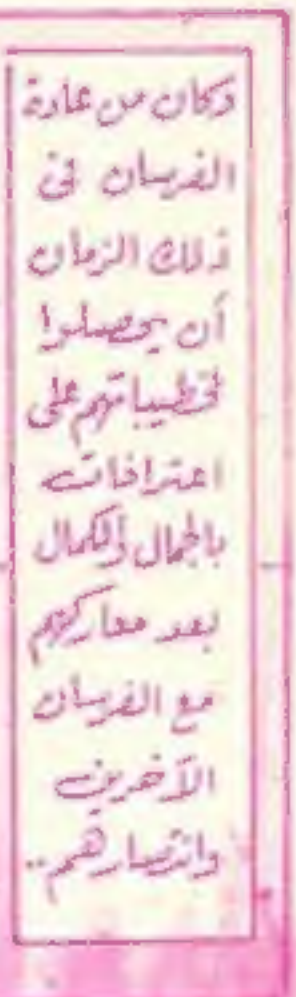 وكان من عادة
الفرسان فى
ذلك الزمان
أن يحصلوا
لخطيباتهم على
اعترافات
بالجمال والكمال
بعد معاركهم
مع الفرسان
الآخرين
وانتصارهم..